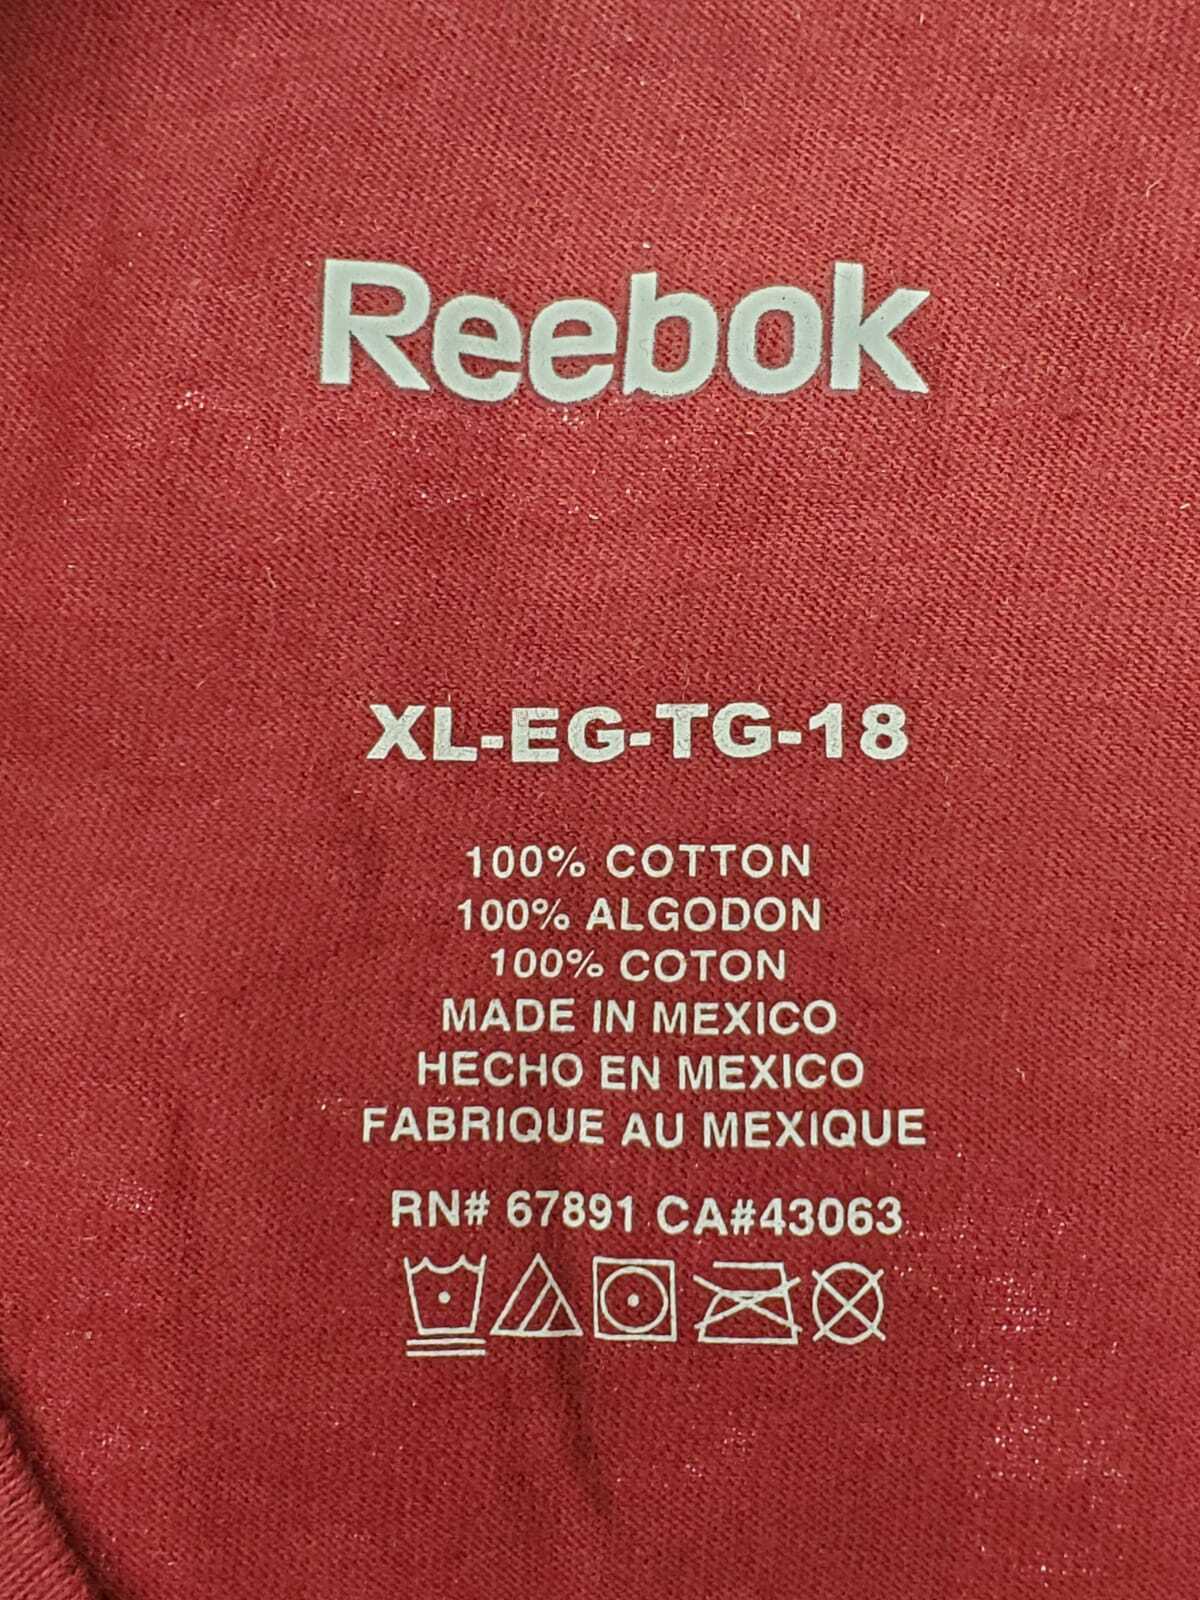 Reebok
XL-EG-TG-18
100% COTTON
100% ALGODON
100% COTON
MADE IN MEXICO
HECHO EN MEXICO
FABRIQUE AU MEXIQUE
RN# 67891 CA#43063